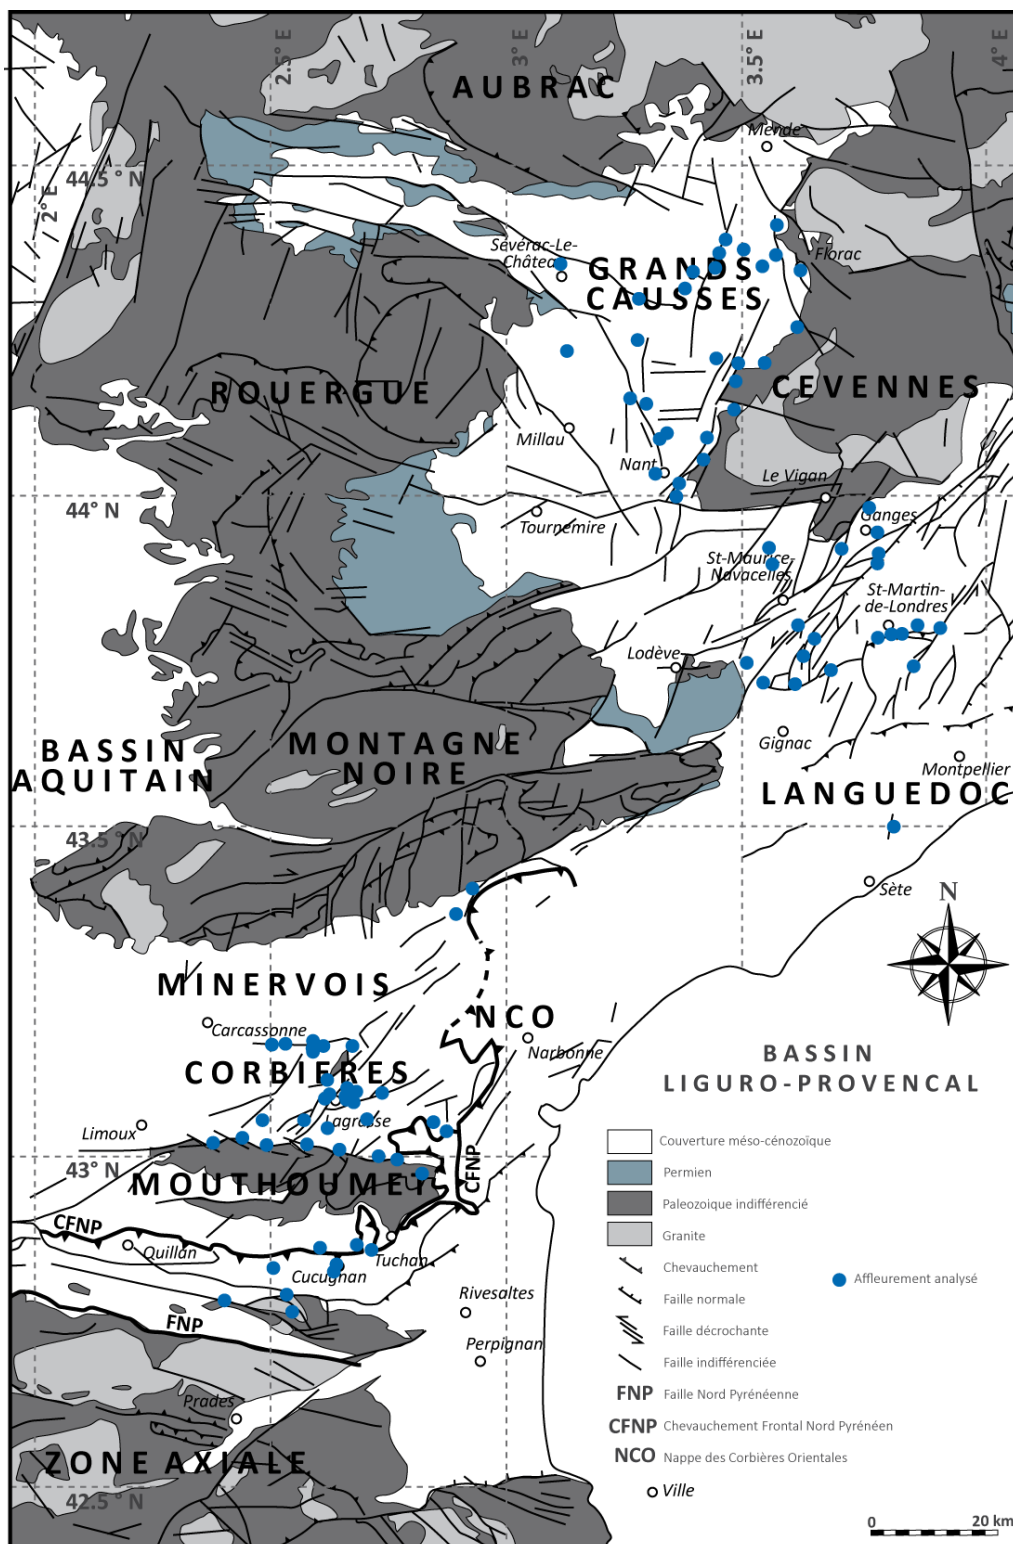 2.5° E
3° E
3.5° E
4° E
AUBRAC
Mende
44.5° N
2° E
Sévérac-Le-
Château
Florac
GRANDS
CAUSSES
ROUERGUE
CEVENNES
Millau
Nant
Le Vigan
44° N
Tournemire
Ganges
St-Maurice-
Navacelles
St-Martin-
de-Londres
Lodève
BASSIN
AQUITAIN
MONTAGNE
NOIRE
Gignac
Montpellier
LANGUEDOC
43.5° N
Sète
N
MINERVOIS
NCO
Carcassonne
Narbonne
BASSIN
LIGURO-PROVENCAL
CORBIERES
Lagrasse
Limoux
43° N
MOUTHOUMET
CFNP
CFNP
Quillan
Tuchan
Cucugnan
Rivesaltes
FNP
Perpignan
Prades
ZONE AXIALE
42.5° N
Couverture méso-cénozoïque
Permien
Paleozoique indifférencié
Granite
Chevauchement
Affleurement analysé
Faille normale
Faille décrochante
Faille indifférenciée
FNP Faille Nord Pyrénéenne
CFNP Chevauchement Frontal Nord Pyrénéen
NCO Nappe des Corbières Orientales
Ville
0 20 km